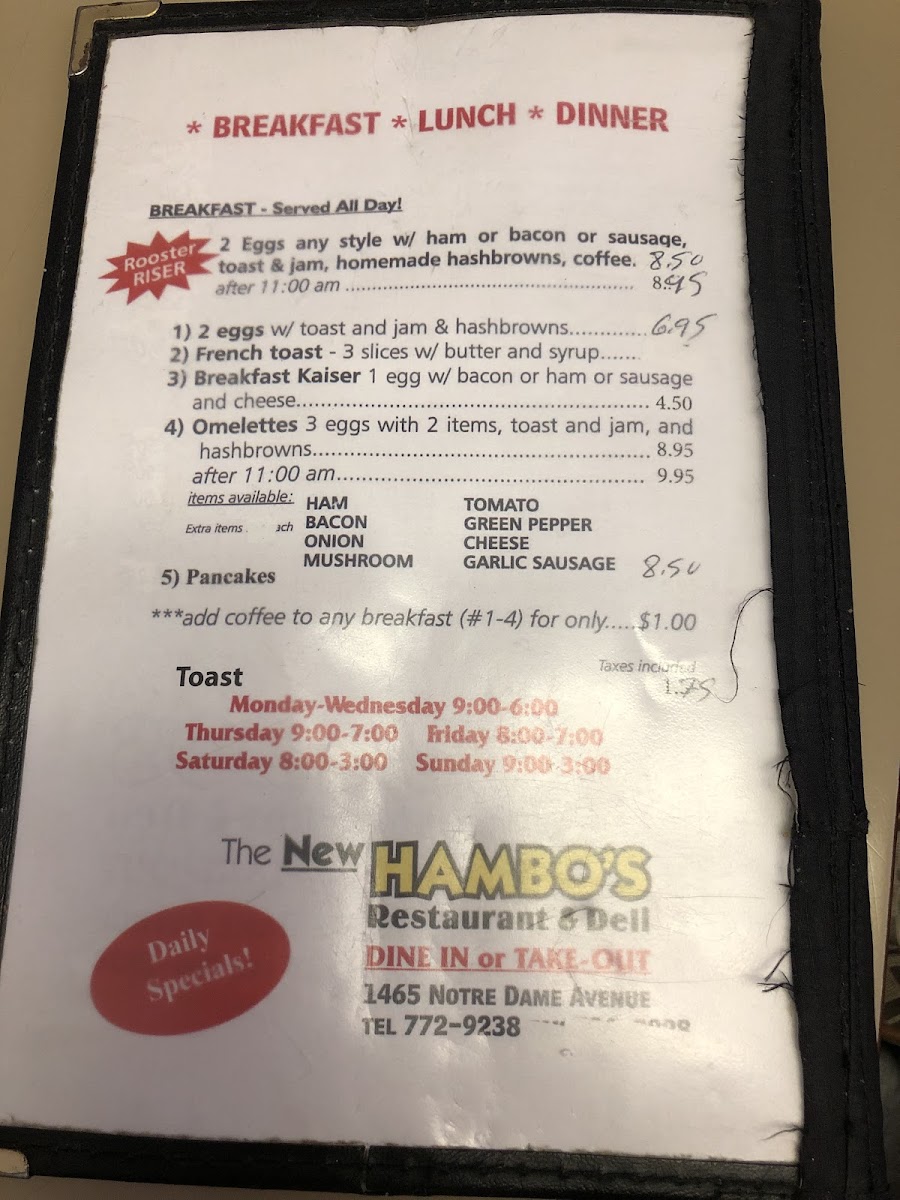 * BREAKFAST * LUNCH * DINNER
BREAKFAST - Served All Day!
Rooster
RISER
2 Eggs any style w/ ham or bacon or sausage,
toast & jam, homemade hashbrowns, coffee. 8.50
after 11:00 am ........................................................ 8.95
1) 2 eggs w/ toast and jam & hashbrowns............. 6.95
2) French toast - 3 slices w/ butter and syrup......
3) Breakfast Kaiser 1 egg w/ bacon or ham or sausage
and cheese................................................................ 4.50
4) Omelettes 3 eggs with 2 items, toast and jam, and
hashbrowns............................................................. 8.95
after 11:00 am........................................................ 9.95
items available: HAM TOMATO
Extra items BACON GREEN PEPPER
ONION CHEESE
MUSHROOM GARLIC SAUSAGE 8.50
5) Pancakes
***add coffee to any breakfast (#1-4) for only.....$1.00
Taxes included
Toast 1.75
Monday-Wednesday 9:00-6:00
Thursday 9:00-7:00 Friday 8:00-7:00
Saturday 8:00-3:00 Sunday 9:00-3:00
The New HAMBO'S
Restaurant & Deli
Daily
Specials!
DINE IN or TAKE-OUT
1465 NOTRE DAME AVENUE
TEL 772-9238